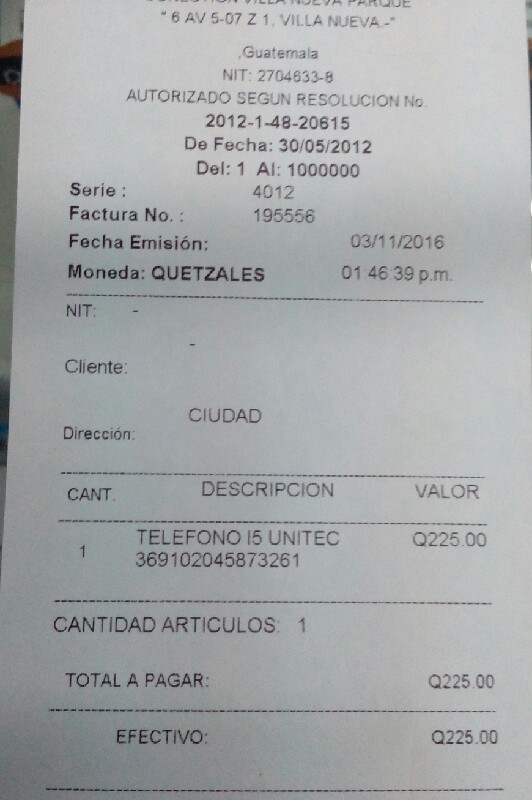 VILLA NUEVA PARQUE
" 6 AV 5-07 Z 1, VILLA NUEVA.-"
,Guatemala
NIT: 2704633-8
AUTORIZADO SEGUN RESOLUCION No.
2012-1-48-20615
De Fecha: 30/05/2012
Del: 1 Al: 1000000
Serie : 4012
Factura No. : 195556
Fecha Emisión: 03/11/2016
Moneda: QUETZALES 01 46:39 p.m.
NIT: -
-
Cliente:
CIUDAD
Dirección:
CANT. DESCRIPCION VALOR
1 TELEFONO I5 UNITEC Q225.00
369102045873261
CANTIDAD ARTICULOS: 1
TOTAL A PAGAR: Q225.00
EFECTIVO: Q225.00